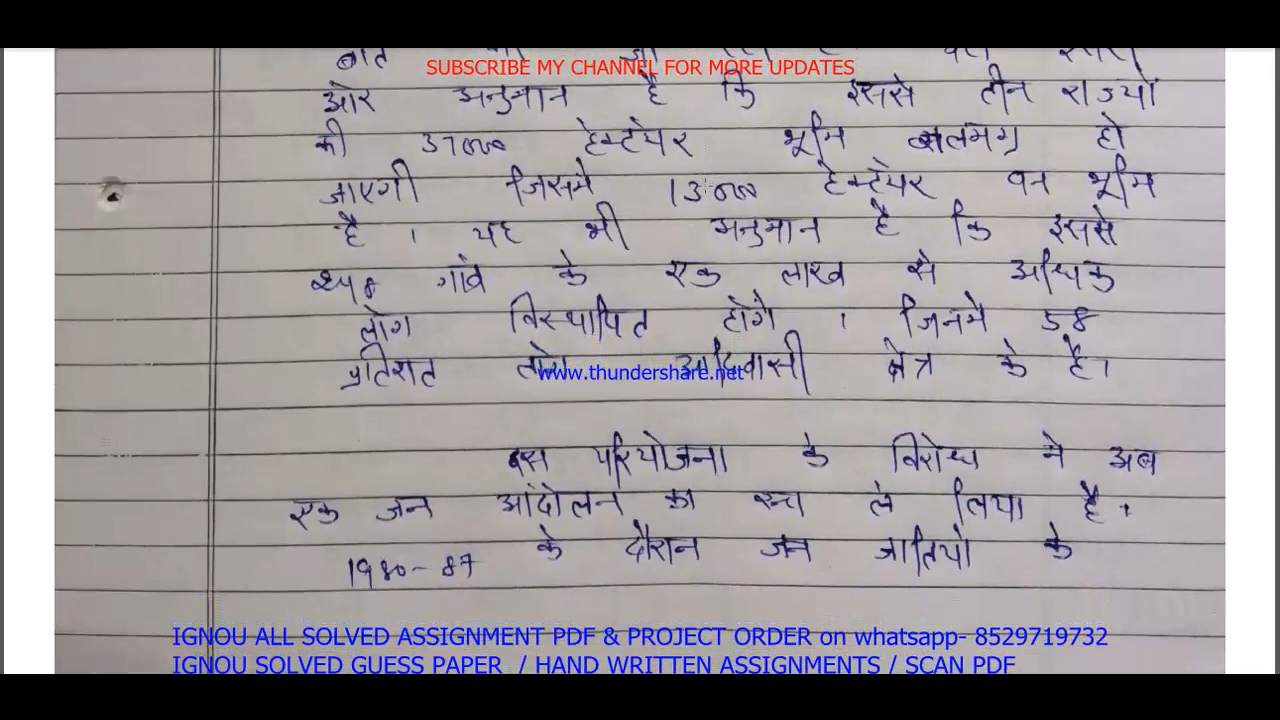 बात
SUBSCRIBE MY CHANNEL FOR MORE UPDATES
ओर अनुमान है कि इससे तीन राज्यों
की 37000 हेक्टेयर भूमि जलमग्र हो
जाएगी जिसमे 13000 हेक्टेयर वन भूमि
है । यह भी अनुमान है कि इससे
248 गांव के एक लाख से अधिक
लोग विस्थापित होगे । जिनमे 58
प्रतिशत लोग आदिवासी क्षेत्र के है।
www.thundershare.net
इस परियोजना के विरोध ने अब
एक जन आंदोलन का रूप ले लिया है ।
1980-87 के दौरान जन जातियो के
IGNOU ALL SOLVED ASSIGNMENT PDF & PROJECT ORDER on whatsapp- 8529719732
IGNOU SOLVED GUESS PAPER / HAND WRITTEN ASSIGNMENTS / SCAN PDF